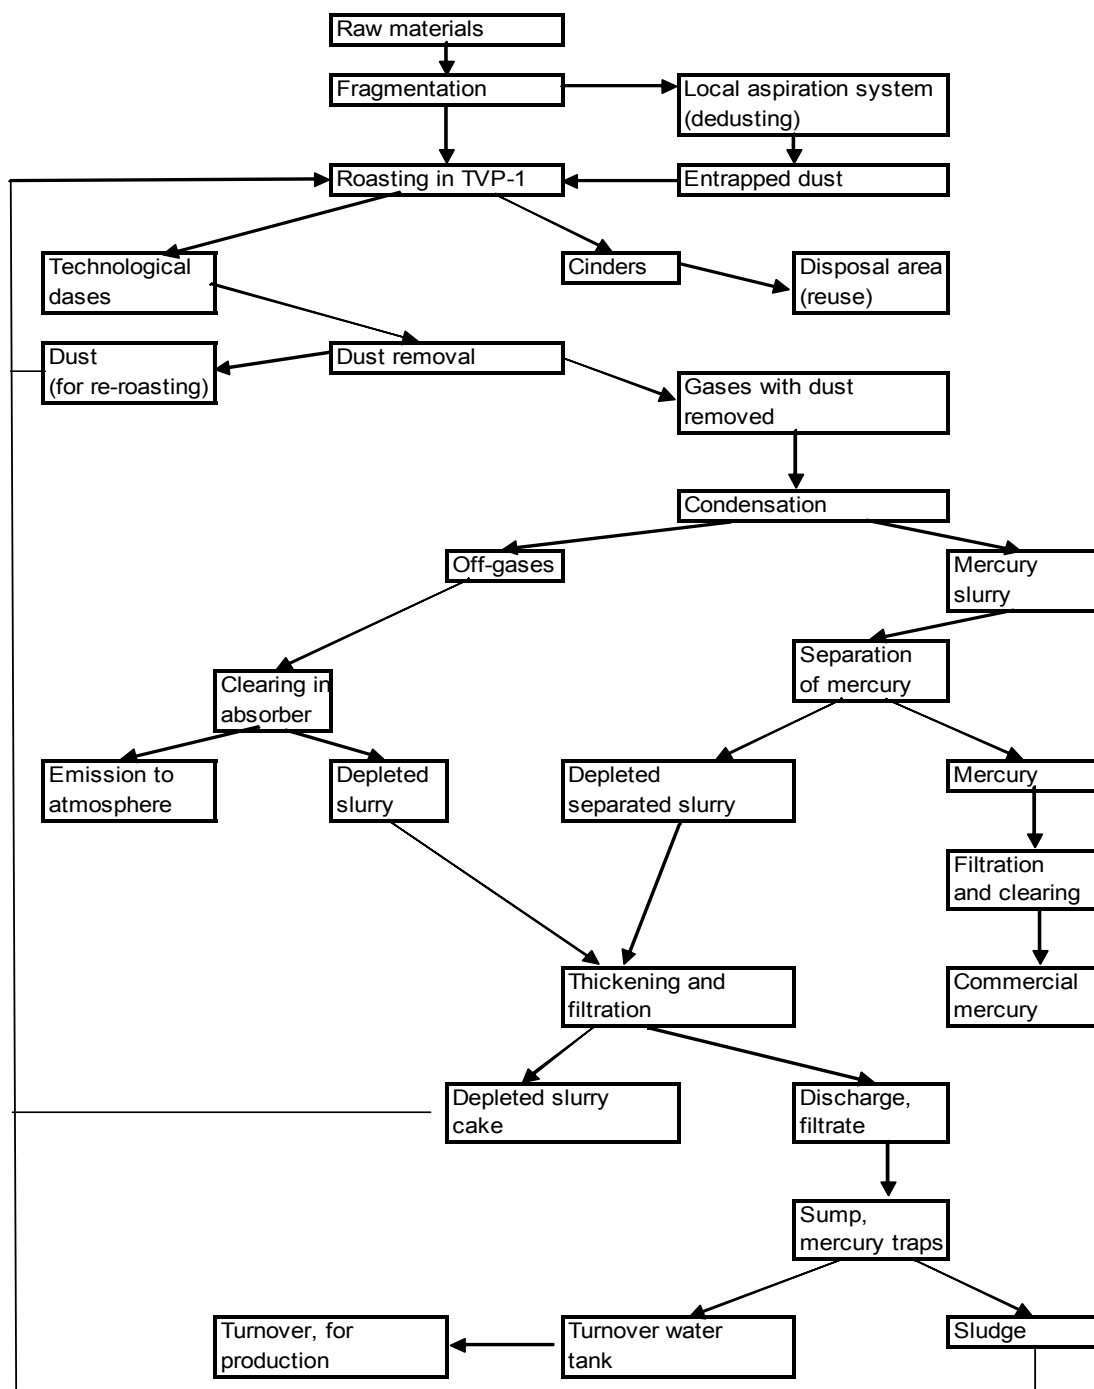 Raw materials
Fragmentation
Local aspiration system
(dedusting)
Roasting in TVP-1
Entrapped dust
Technological
dases
Cinders
Disposal area
(reuse)
Dust
(for re-roasting)
Dust removal
Gases with dust
removed
Condensation
Off-gases
Mercury
slurry
Separation
of mercury
Clearing in
absorber
Emission to
atmosphere
Depleted
slurry
Depleted
separated slurry
Mercury
Filtration
and clearing
Thickening and
filtration
Commercial
mercury
Depleted slurry
cake
Discharge,
filtrate
Sump,
mercury traps
Turnover, for
production
Turnover water
tank
Sludge